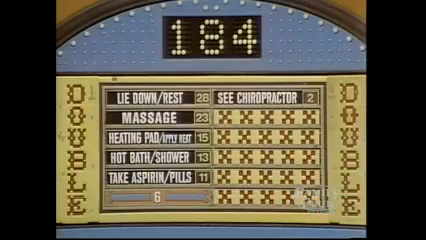 184
DOUBLE
LIE DOWN/REST 28 SEE CHIROPRACTOR 2
MASSAGE 23
HEATING PAD/APPLY HEAT 15
HOT BATH/SHOWER 13
TAKE ASPIRIN/PILLS 11
6
DOUBLE